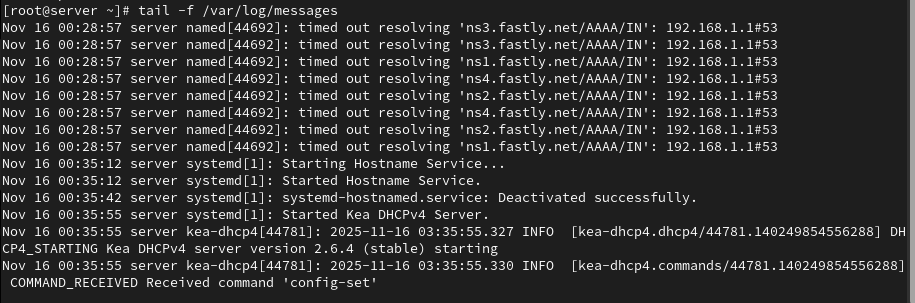 [root@server ~]# tail -f /var/log/messages
Nov 16 00:28:57 server named[44692]: timed out resolving 'ns3.fastly.net/AAAA/IN': 192.168.1.1#53
Nov 16 00:28:57 server named[44692]: timed out resolving 'ns3.fastly.net/AAAA/IN': 192.168.1.1#53
Nov 16 00:28:57 server named[44692]: timed out resolving 'ns1.fastly.net/AAAA/IN': 192.168.1.1#53
Nov 16 00:28:57 server named[44692]: timed out resolving 'ns4.fastly.net/AAAA/IN': 192.168.1.1#53
Nov 16 00:28:57 server named[44692]: timed out resolving 'ns2.fastly.net/AAAA/IN': 192.168.1.1#53
Nov 16 00:28:57 server named[44692]: timed out resolving 'ns4.fastly.net/AAAA/IN': 192.168.1.1#53
Nov 16 00:28:57 server named[44692]: timed out resolving 'ns2.fastly.net/AAAA/IN': 192.168.1.1#53
Nov 16 00:28:57 server named[44692]: timed out resolving 'ns1.fastly.net/AAAA/IN': 192.168.1.1#53
Nov 16 00:35:12 server systemd[1]: Starting Hostname Service...
Nov 16 00:35:12 server systemd[1]: Started Hostname Service.
Nov 16 00:35:42 server systemd[1]: systemd-hostnamed.service: Deactivated successfully.
Nov 16 00:35:55 server systemd[1]: Started Kea DHCPv4 Server.
Nov 16 00:35:55 server kea-dhcp4[44781]: 2025-11-16 03:35:55.327 INFO  [kea-dhcp4.dhcp4/44781.140249854556288] DH
CP4_STARTING Kea DHCPv4 server version 2.6.4 (stable) starting
Nov 16 00:35:55 server kea-dhcp4[44781]: 2025-11-16 03:35:55.330 INFO  [kea-dhcp4.commands/44781.140249854556288]
 COMMAND_RECEIVED Received command 'config-set'